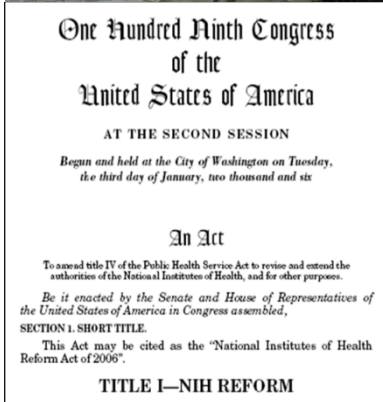 One Hundred Ninth Congress
of the
United States of America
AT THE SECOND SESSION
Begun and held at the City of Washington on Tuesday,
the third day of January, two thousand and six
An Act
To amend title IV of the Public Health Service Act to revise and extend the
authorities of the National Institutes of Health, and for other purposes.
Be it enacted by the Senate and House of Representatives of
the United States of America in Congress assembled,
SECTION 1. SHORT TITLE.
This Act may be cited as the “National Institutes of Health
Reform Act of 2006”.
TITLE I—NIH REFORM